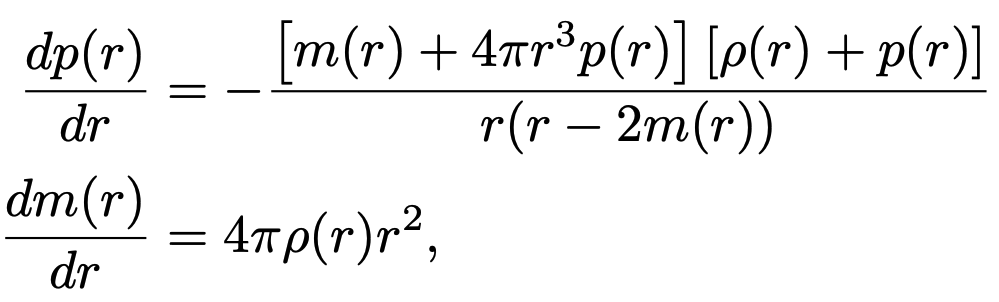 dp(r)/dr = − [m(r) + 4πr³p(r)] [ρ(r) + p(r)] / r(r − 2m(r))
dm(r)/dr = 4πρ(r)r²,